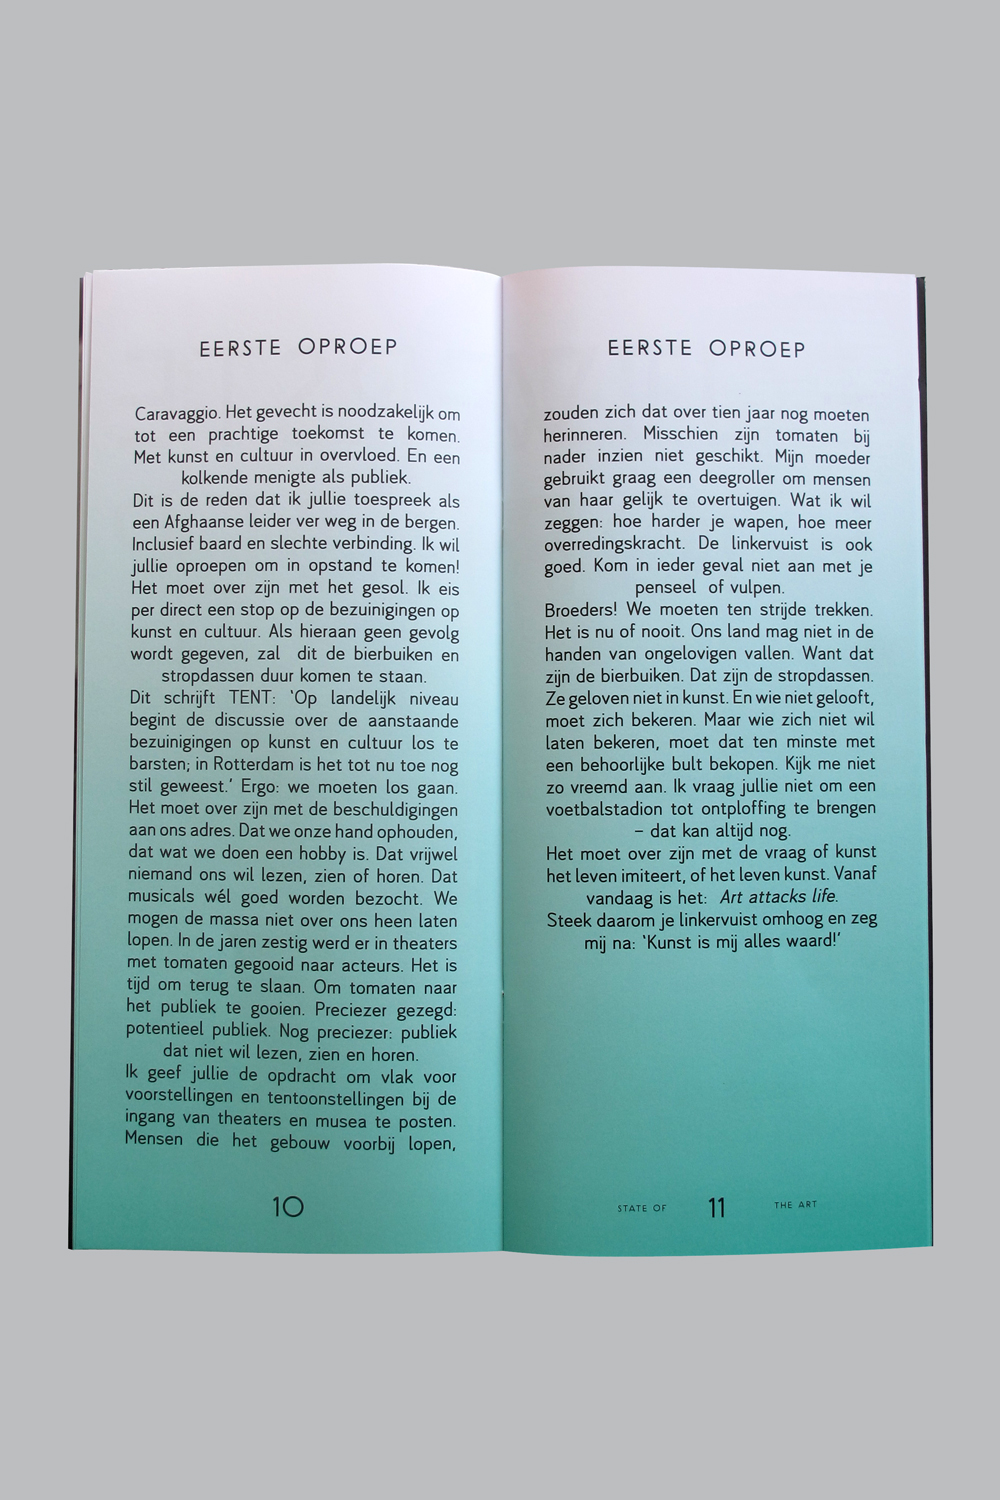 EERSTE OPROEP
Caravaggio. Het gevecht is noodzakelijk om
tot een prachtige toekomst te komen.
Met kunst en cultuur in overvloed. En een
kolkende menigte als publiek.
Dit is de reden dat ik jullie toespreek als
een Afghaanse leider ver weg in de bergen.
Inclusief baard en slechte verbinding. Ik wil
jullie oproepen om in opstand te komen!
Het moet over zijn met het gesol. Ik eis
per direct een stop op de bezuinigingen op
kunst en cultuur. Als hieraan geen gevolg
wordt gegeven, zal dit de bierbuiken en
stropdassen duur komen te staan.
Dit schrijft TENT: ‘Op landelijk niveau
begint de discussie over de aanstaande
bezuinigingen op kunst en cultuur los te
barsten; in Rotterdam is het tot nu toe nog
stil geweest.’ Ergo: we moeten los gaan.
Het moet over zijn met de beschuldigingen
aan ons adres. Dat we onze hand ophouden,
dat wat we doen een hobby is. Dat vrijwel
niemand ons wil lezen, zien of horen. Dat
musicals wél goed worden bezocht. We
mogen de massa niet over ons heen laten
lopen. In de jaren zestig werd er in theaters
met tomaten gegooid naar acteurs. Het is
tijd om terug te slaan. Om tomaten naar
het publiek te gooien. Preciezer gezegd:
potentieel publiek. Nog preciezer: publiek
dat niet wil lezen, zien en horen.
Ik geef jullie de opdracht om vlak voor
voorstellingen en tentoonstellingen bij de
ingang van theaters en musea te posten.
Mensen die het gebouw voorbij lopen,
10
EERSTE OPROEP
zouden zich dat over tien jaar nog moeten
herinneren. Misschien zijn tomaten bij
nader inzien niet geschikt. Mijn moeder
gebruikt graag een deegroller om mensen
van haar gelijk te overtuigen. Wat ik wil
zeggen: hoe harder je wapen, hoe meer
overredingskracht. De linkervuist is ook
goed. Kom in ieder geval niet aan met je
penseel of vulpen.
Broeders! We moeten ten strijde trekken.
Het is nu of nooit. Ons land mag niet in de
handen van ongelovigen vallen. Want dat
zijn de bierbuiken. Dat zijn de stropdassen.
Ze geloven niet in kunst. En wie niet gelooft,
moet zich bekeren. Maar wie zich niet wil
laten bekeren, moet dat ten minste met
een behoorlijke bult bekopen. Kijk me niet
zo vreemd aan. Ik vraag jullie niet om een
voetbalstadion tot ontploffing te brengen
– dat kan altijd nog.
Het moet over zijn met de vraag of kunst
het leven imiteert, of het leven kunst. Vanaf
vandaag is het: Art attacks life.
Steek daarom je linkervuist omhoog en zeg
mij na: ‘Kunst is mij alles waard!’
STATE OF 11 THE ART